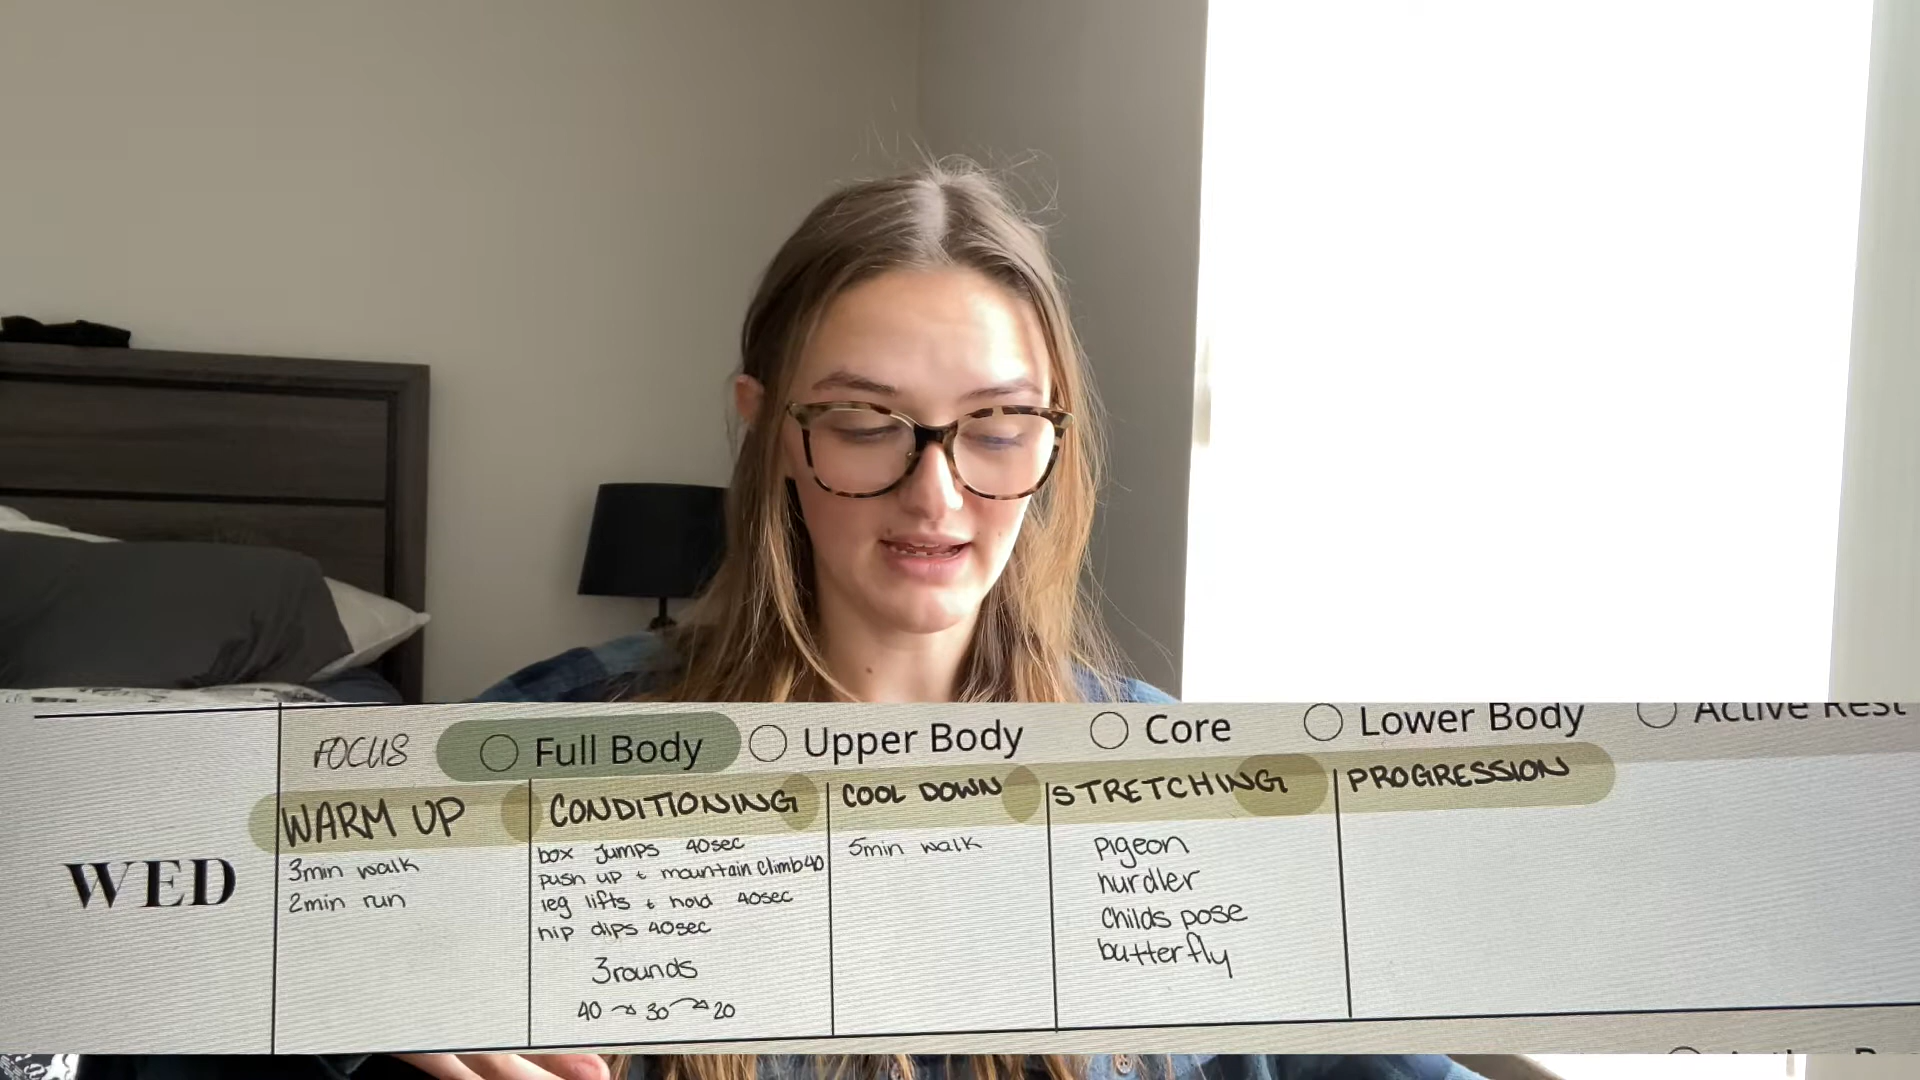 FOCUS Full Body Upper Body Core Lower Body Active Rest
WED
WARM UP
3min walk
2min run
CONDITIONING
box jumps 40sec
push up + mountain climb 40
leg lifts + hold 40sec
hip dips 40sec
3rounds
40 → 30 → 20
COOL DOWN
5min walk
STRETCHING
pigeon
hurdler
childs pose
butterfly
PROGRESSION